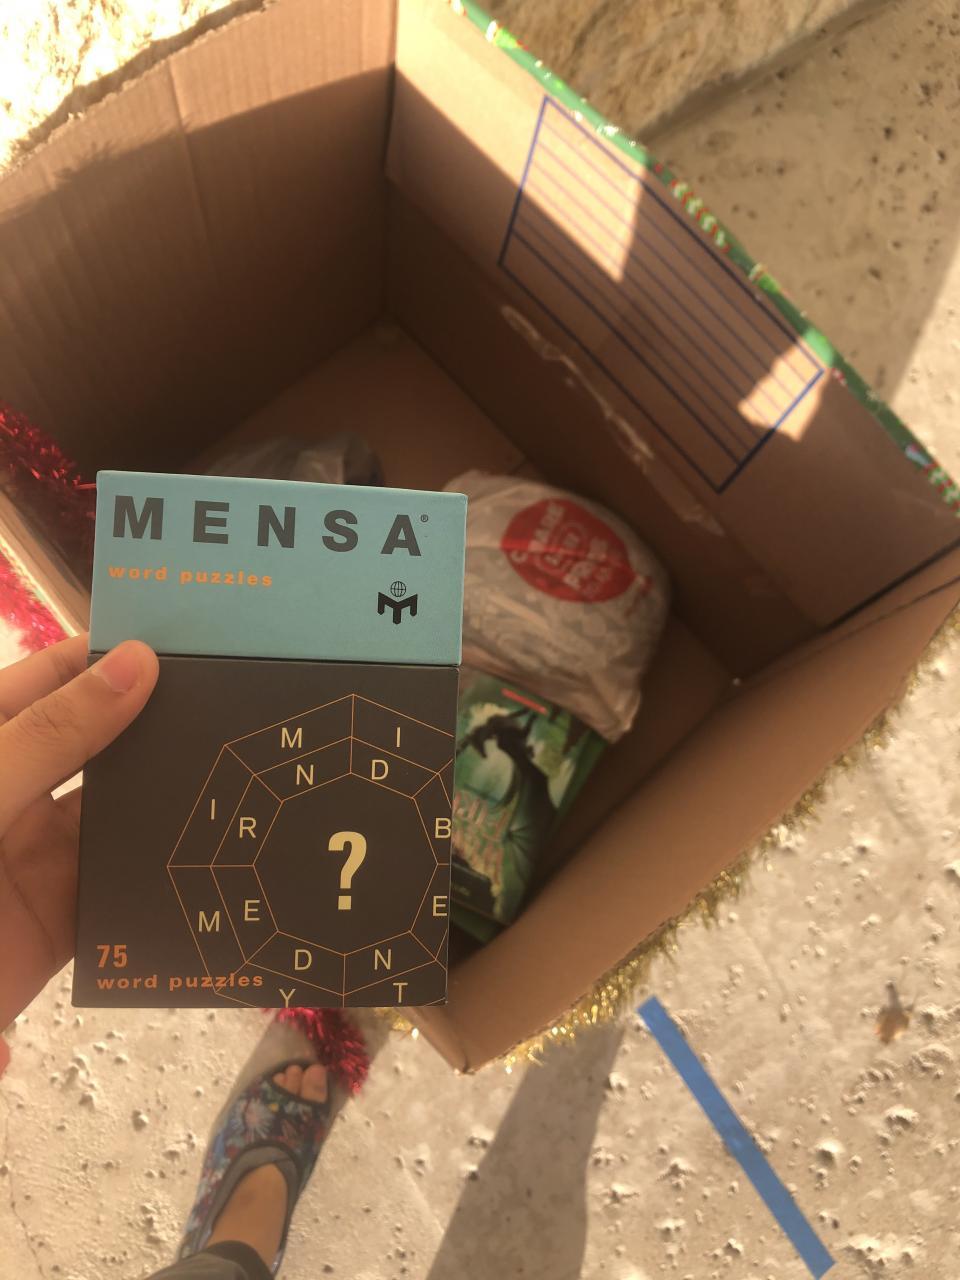 MENSA®
word puzzles
M I
N D
I R B
M E E
D N
Y T
?
75
word puzzles